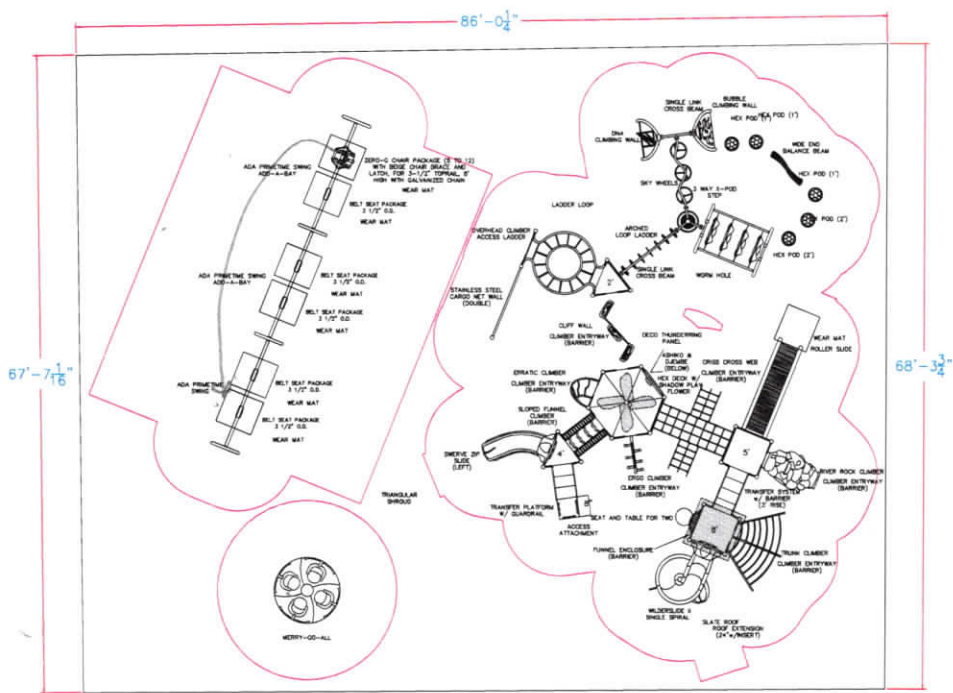 86'-0 1/4"
67'-7 1/16"
68'-3 3/4"
ADA PRIMETIME SWING
ADD-A-BAY
ZERO-G CHAIR PACKAGE (5 TO 12)
WITH BEIGE CHAIR BRACE AND
LATCH, FOR 3-1/2" TOPRAIL, 8'
HIGH WITH GALVANIZED CHAIN
WEAR MAT
BELT SEAT PACKAGE
3 1/2" O.D.
WEAR MAT
ADA PRIMETIME SWING
ADD-A-BAY
BELT SEAT PACKAGE
3 1/2" O.D.
WEAR MAT
BELT SEAT PACKAGE
3 1/2" O.D.
WEAR MAT
ADA PRIMETIME
SWING
BELT SEAT PACKAGE
3 1/2" O.D.
WEAR MAT
BELT SEAT PACKAGE
3 1/2" O.D.
WEAR MAT
TRIANGULAR
SHROUD
MERRY-GO-ALL
SINGLE LINK
CROSS BEAM
BUBBLE
CLIMBING WALL
HEX POD (1')
HEX POD (1')
DNA
CLIMBING WALL
WIDE END
BALANCE BEAM
HEX POD (1')
SKY WHEELS
3 WAY X-POD
STEP
POD (2')
HEX POD (2')
LADDER LOOP
OVERHEAD CLIMBER
ACCESS LADDER
ARCHED
LOOP LADDER
SINGLE LINK
CROSS BEAM
WORM HOLE
2'
STAINLESS STEEL
CARGO NET WALL
(DOUBLE)
CLIFF WALL
CLIMBER ENTRYWAY
(BARRIER)
DECO THUNDERRING
PANEL
WEAR MAT
ROLLER SLIDE
ASHIKO &
DJEMBE
(BELOW)
CRISS CROSS WEB
CLIMBER ENTRYWAY
(BARRIER)
ERRATIC CLIMBER
CLIMBER ENTRYWAY
(BARRIER)
HEX DECK W/
SHADOW PLAY
FLOWER
SLOPED FUNNEL
CLIMBER
(BARRIER)
SWERVE ZIP
SLIDE
(LEFT)
4'
5'
ERGO CLIMBER
CLIMBER ENTRYWAY
(BARRIER)
RIVER ROCK CLIMBER
CLIMBER ENTRYWAY
(BARRIER)
TRANSFER SYSTEM
W/ BARRIER
(3' RISE)
TRANSFER PLATFORM
W/ GUARDRAIL
ACCESS
ATTACHMENT
SEAT AND TABLE FOR TWO
FUNNEL ENCLOSURE
(BARRIER)
TRUNK CLIMBER
CLIMBER ENTRYWAY
(BARRIER)
WILDERSLIDE II
SINGLE SPIRAL
SLATE ROOF
ROOF EXTENSION